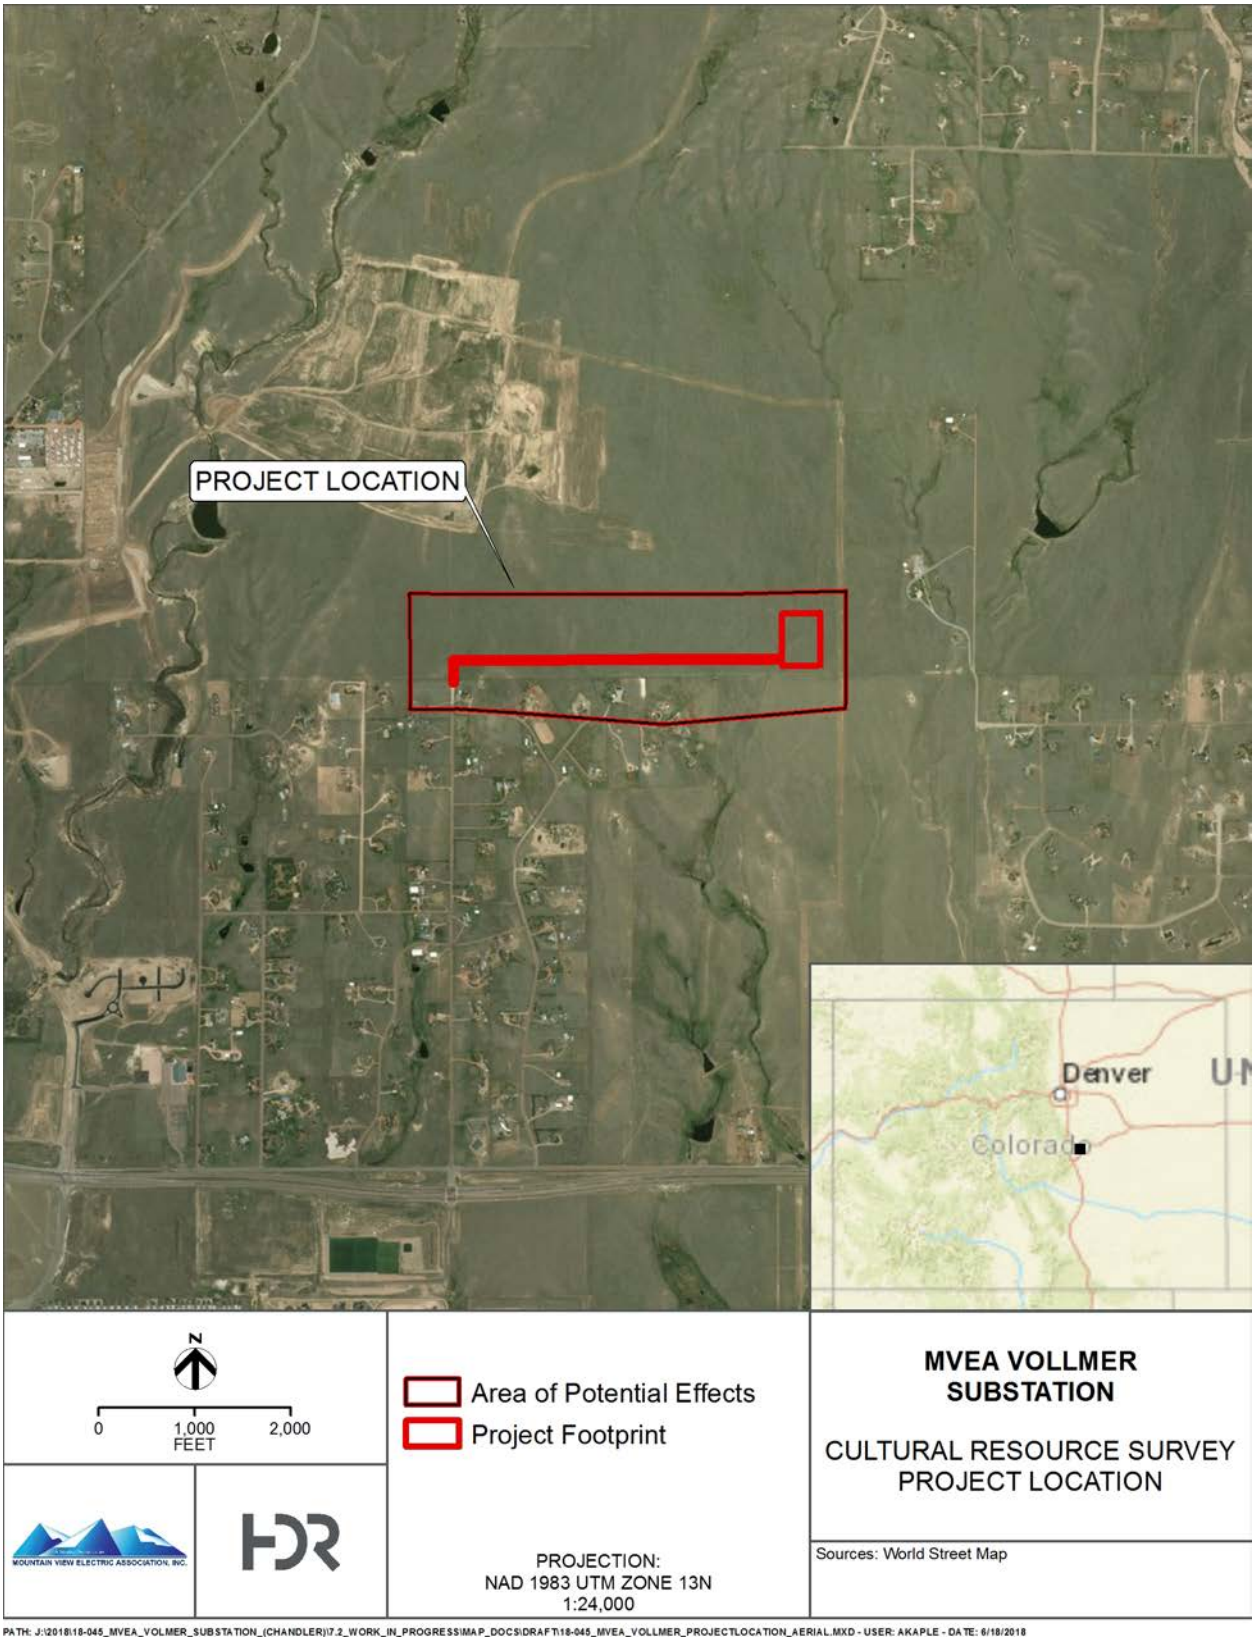 PROJECT LOCATION
Denver
UN
Colorado
N
0 1,000 2,000
FEET
Area of Potential Effects
Project Footprint
PROJECTION:
NAD 1983 UTM ZONE 13N
1:24,000
MVEA VOLLMER
SUBSTATION
CULTURAL RESOURCE SURVEY
PROJECT LOCATION
Sources: World Street Map
MOUNTAIN VIEW ELECTRIC ASSOCIATION, INC.
HDR
PATH: J:\2018\18-045_MVEA_VOLMER_SUBSTATION_(CHANDLER)\7.2_WORK_IN_PROGRESS\MAP_DOCS\DRAFT\18-045_MVEA_VOLLMER_PROJECTLOCATION_AERIAL.MXD - USER: AKAPLE - DATE: 6/18/2018